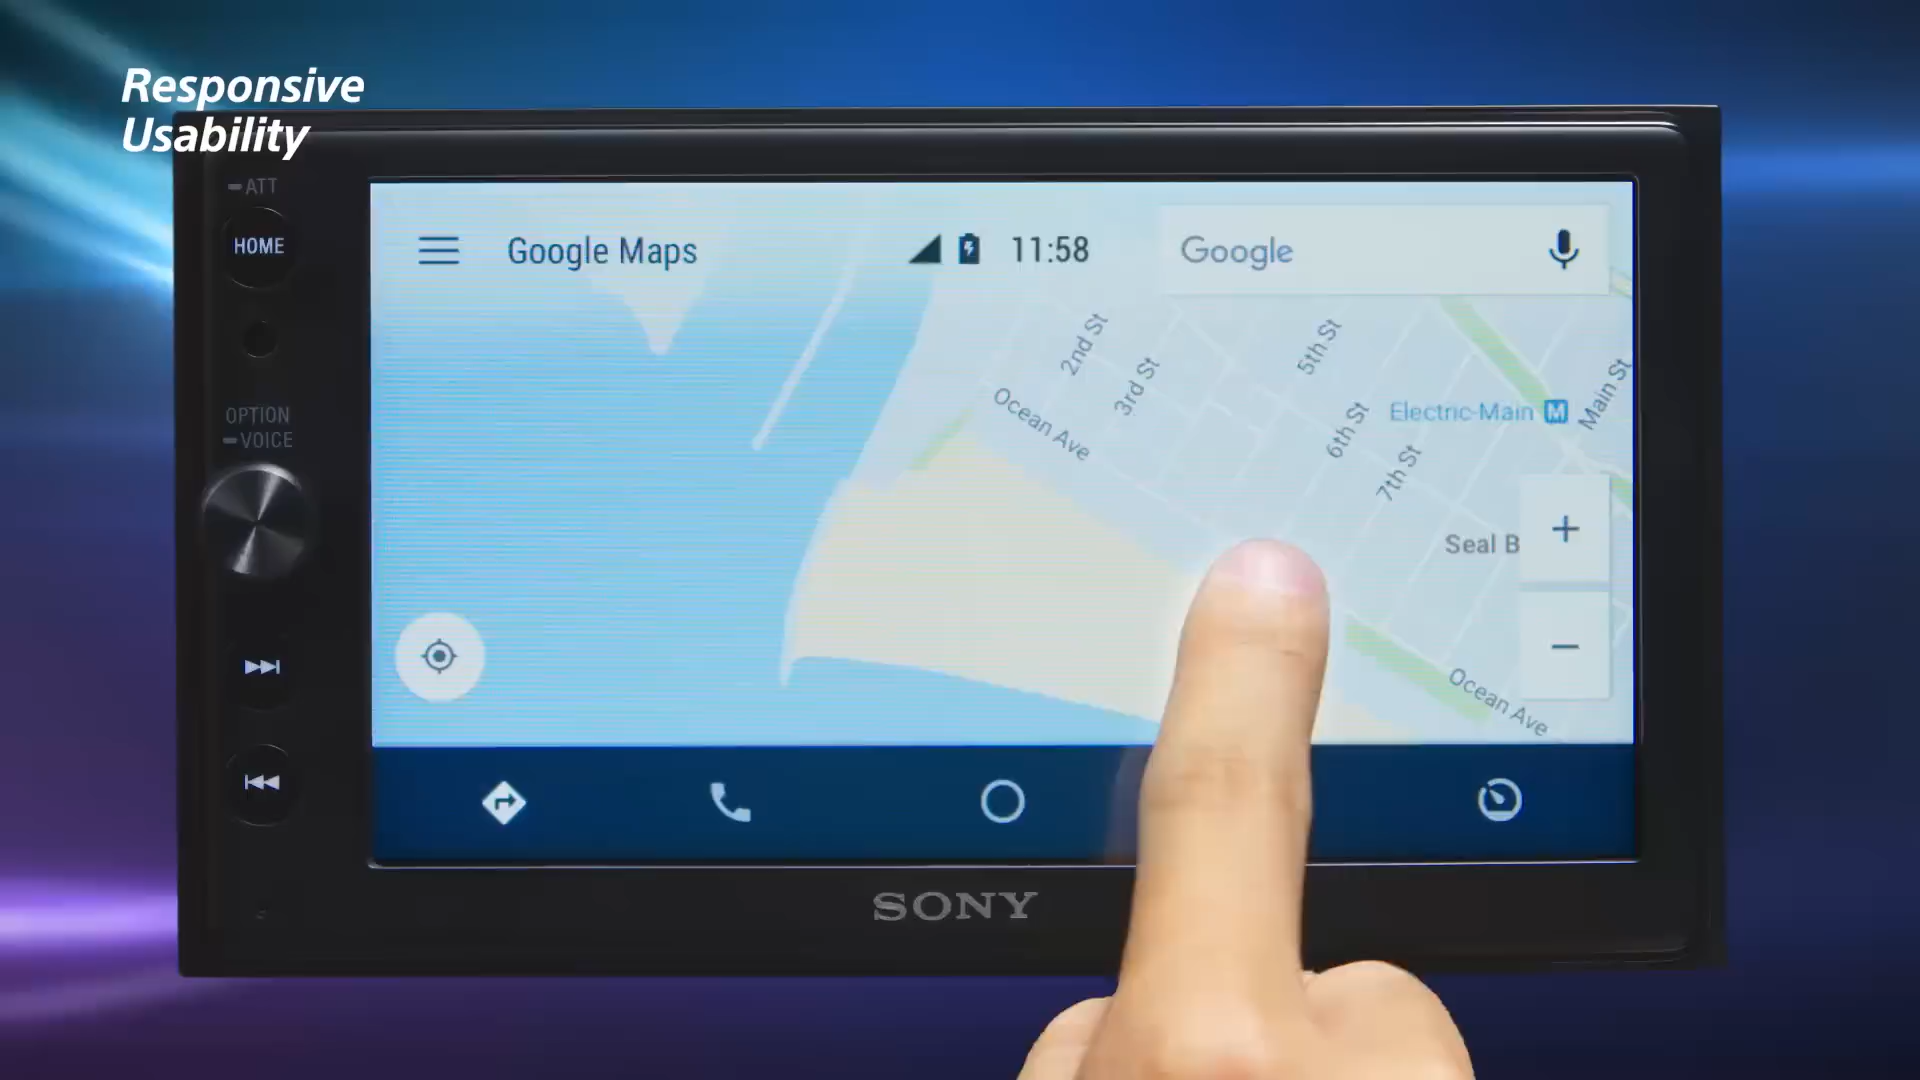 Responsive
Usability
ATT
HOME
OPTION
VOICE
Google Maps
11:58
Google
2nd St
3rd St
5th St
6th St
7th St
Main St
Ocean Ave
Electric-Main M
Seal B
Ocean Ave
SONY